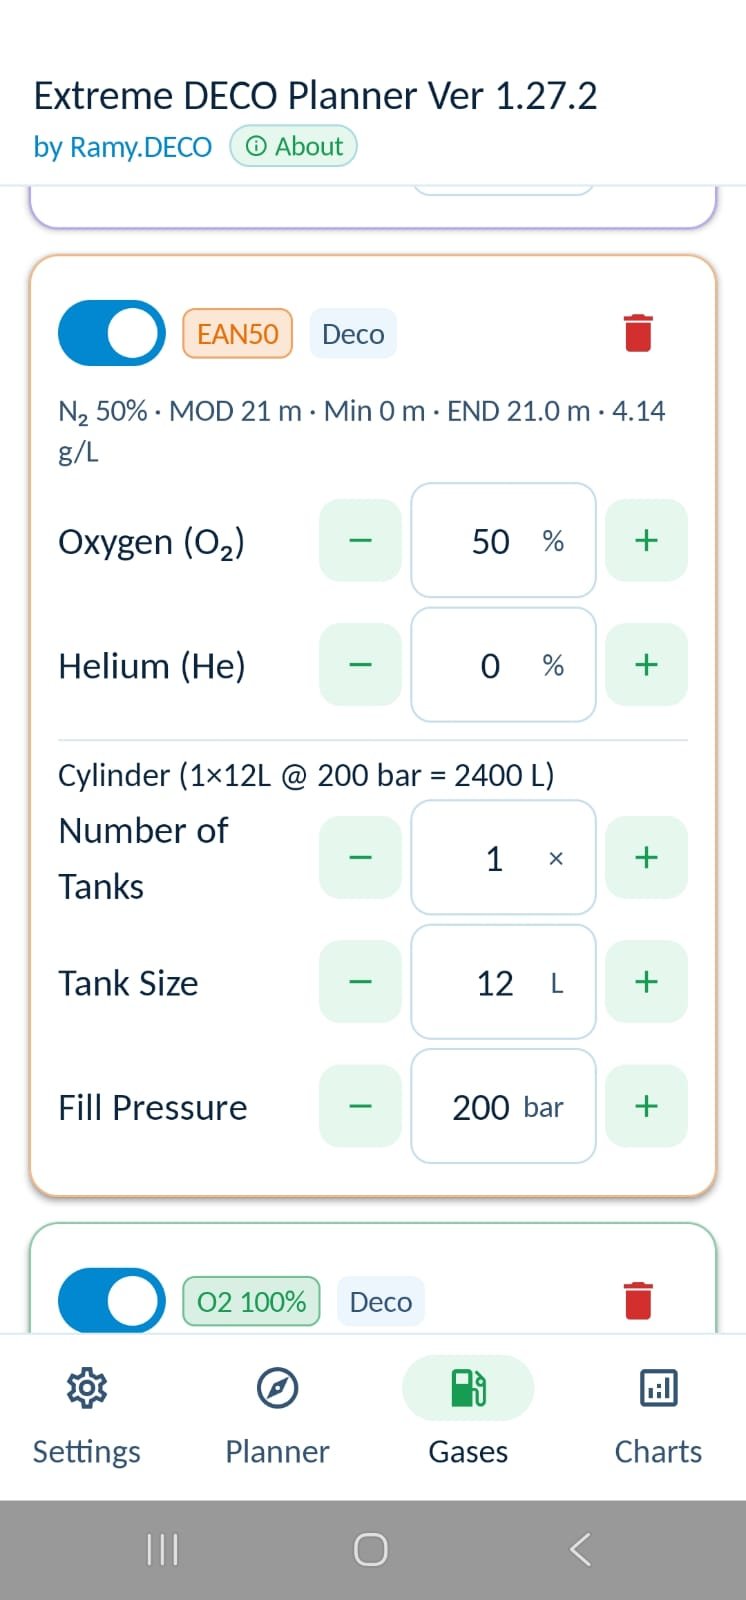 Extreme DECO Planner Ver 1.27.2
by Ramy.DECO About
EAN50 Deco
N₂ 50% · MOD 21 m · Min 0 m · END 21.0 m · 4.14
g/L
Oxygen (O₂) − 50 % +
Helium (He) − 0 % +
Cylinder (1×12L @ 200 bar = 2400 L)
Number of
Tanks − 1 × +
Tank Size − 12 L +
Fill Pressure − 200 bar +
O2 100% Deco
Settings Planner Gases Charts